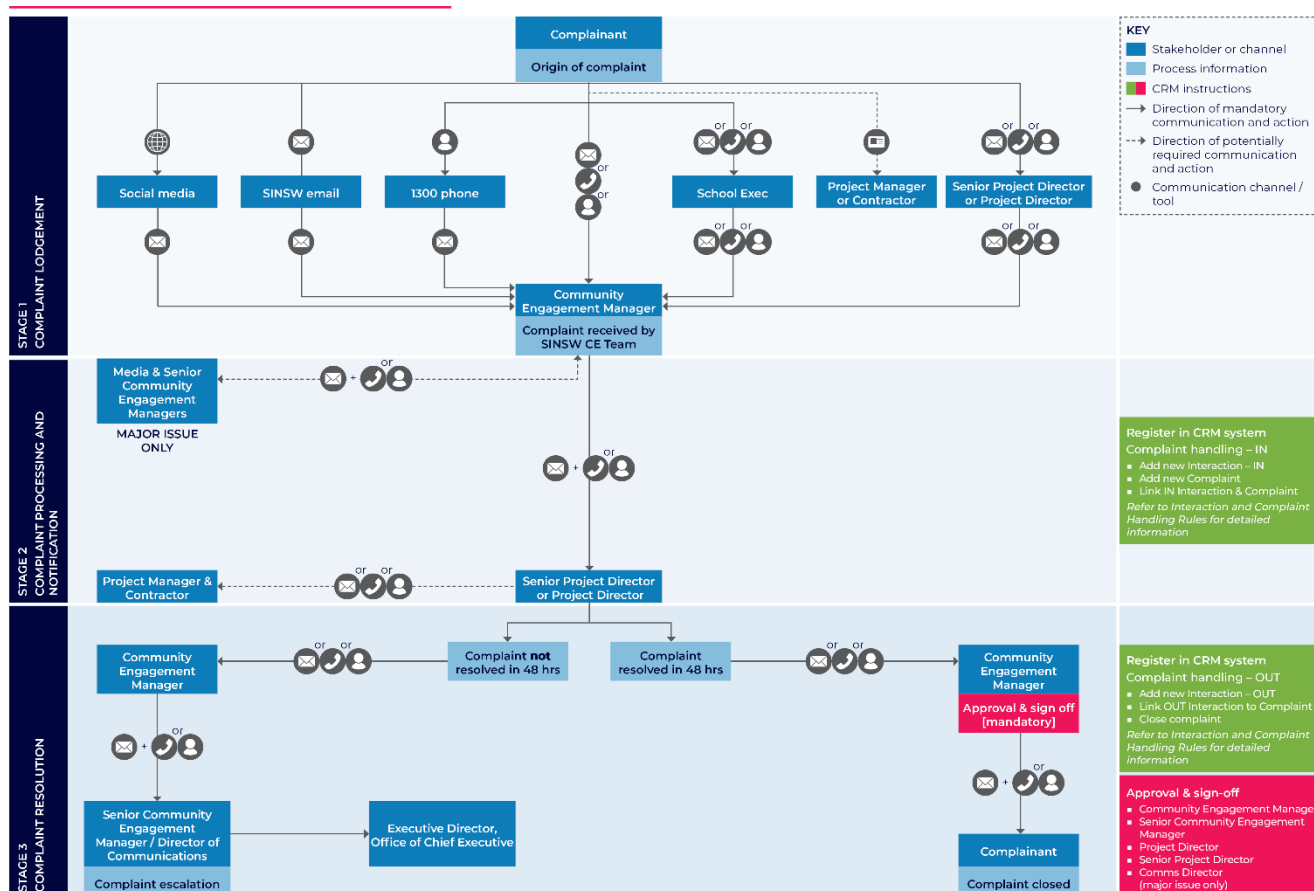 Complainant
Origin of complaint
or or
or or
or
or
Social media
SINSW email
1300 phone
School Exec
Project Manager
or Contractor
Senior Project Director
or Project Director
or or
or or
Community
Engagement Manager
Complaint received by
SINSW CE Team
STAGE 1
COMPLAINT LODGEMENT
KEY
Stakeholder or channel
Process information
CRM instructions
Direction of mandatory
communication and action
Direction of potentially
required communication
and action
Communication channel /
tool
STAGE 2
COMPLAINT PROCESSING AND
NOTIFICATION
Media & Senior
Community
Engagement
Managers
MAJOR ISSUE
ONLY
+ or
+ or
Project Manager &
Contractor
or or
Senior Project Director
or Project Director
Register in CRM system
Complaint handling – IN
▪ Add new Interaction – IN
▪ Add new Complaint
▪ Link IN Interaction & Complaint
Refer to Interaction and Complaint
Handling Rules for detailed
information
STAGE 3
COMPLAINT RESOLUTION
Community
Engagement
Manager
or or
Complaint not
resolved in 48 hrs
Complaint
resolved in 48 hrs
or or
Community
Engagement
Manager
Approval & sign off
[mandatory]
+ or
+ or
Senior Community
Engagement
Manager / Director of
Communications
Complaint escalation
Executive Director,
Office of Chief Executive
Complainant
Complaint closed
Register in CRM system
Complaint handling – OUT
▪ Add new Interaction – OUT
▪ Link OUT Interaction to Complaint
▪ Close complaint
Refer to Interaction and Complaint
Handling Rules for detailed
information
Approval & sign-off
▪ Community Engagement Manage
▪ Senior Community Engagement
Manager
▪ Project Director
▪ Senior Project Director
▪ Comms Director
(major issue only)